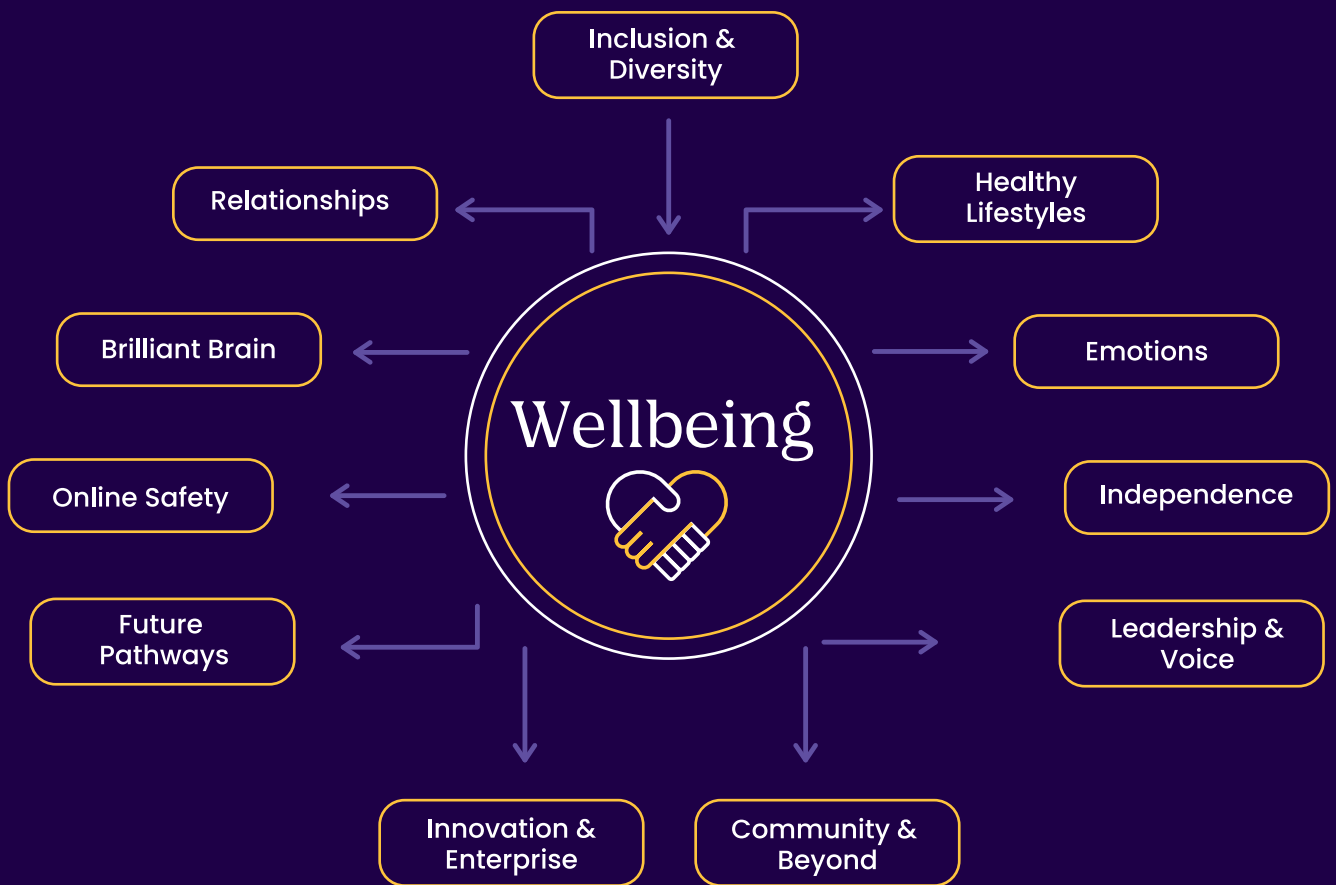 Inclusion &
Diversity
Relationships
Healthy
Lifestyles
Brilliant Brain
Emotions
Wellbeing
Online Safety
Independence
Future
Pathways
Leadership &
Voice
Innovation &
Enterprise
Community &
Beyond